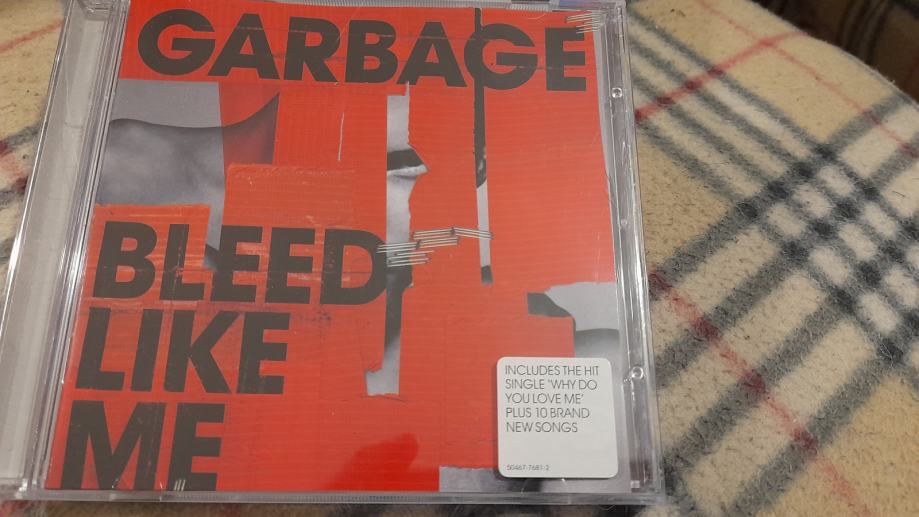 GARBAGE
BLEED
LIKE
ME
INCLUDES THE HIT
SINGLE 'WHY DO
YOU LOVE ME'
PLUS 10 BRAND
NEW SONGS
50467-7681-2